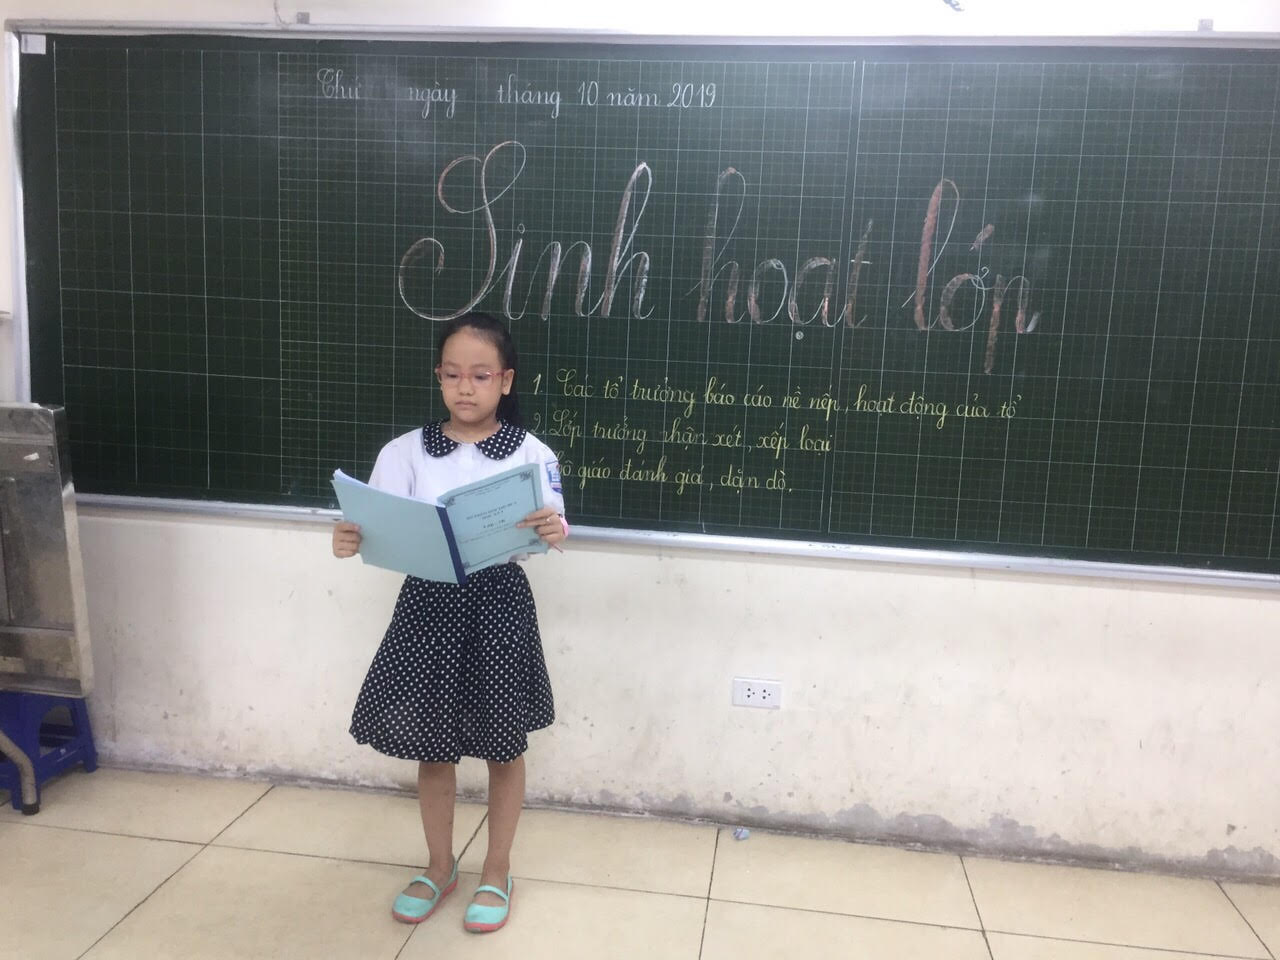 Thứ ngày tháng 10 năm 2019
Sinh hoạt lớp
1. Các tổ trưởng báo cáo nề nếp, hoạt động của tổ
2. Lớp trưởng nhận xét, xếp loại
cô giáo đánh giá, dặn dò.